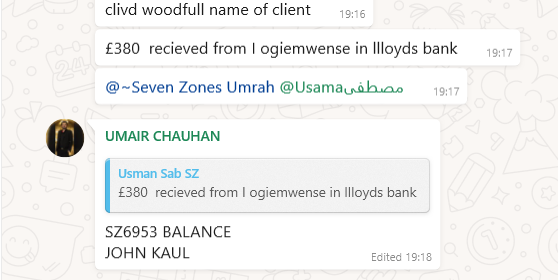 clivd woodfull name of client
19:16
£380  recieved from I ogiemwense in llloyds bank
19:17
@~Seven Zones Umrah @Usamaمصطفى
19:17
UMAIR CHAUHAN
Usman Sab SZ
£380  recieved from I ogiemwense in llloyds bank
SZ6953 BALANCE
JOHN KAUL
Edited 19:18